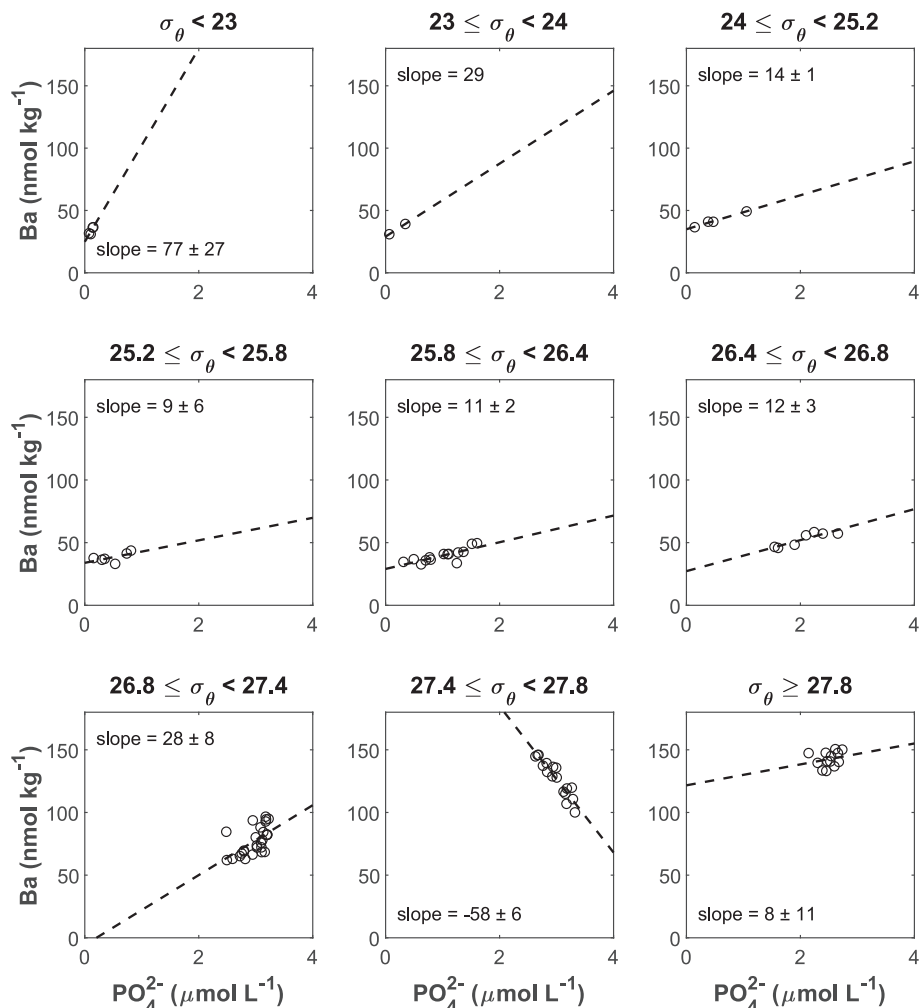 σθ < 23
23 ≤ σθ < 24
24 ≤ σθ < 25.2
Ba (nmol kg⁻¹)
150
100
50
0
slope = 77 ± 27
0 2 4
150
100
50
0
slope = 29
0 2 4
150
100
50
0
slope = 14 ± 1
0 2 4
25.2 ≤ σθ < 25.8
25.8 ≤ σθ < 26.4
26.4 ≤ σθ < 26.8
Ba (nmol kg⁻¹)
150
100
50
0
slope = 9 ± 6
0 2 4
150
100
50
0
slope = 11 ± 2
0 2 4
150
100
50
0
slope = 12 ± 3
0 2 4
26.8 ≤ σθ < 27.4
27.4 ≤ σθ < 27.8
σθ ≥ 27.8
Ba (nmol kg⁻¹)
150
100
50
0
slope = 28 ± 8
0 2 4
PO₄²⁻ (μmol L⁻¹)
150
100
50
0
slope = -58 ± 6
0 2 4
PO₄²⁻ (μmol L⁻¹)
150
100
50
0
slope = 8 ± 11
0 2 4
PO₄²⁻ (μmol L⁻¹)